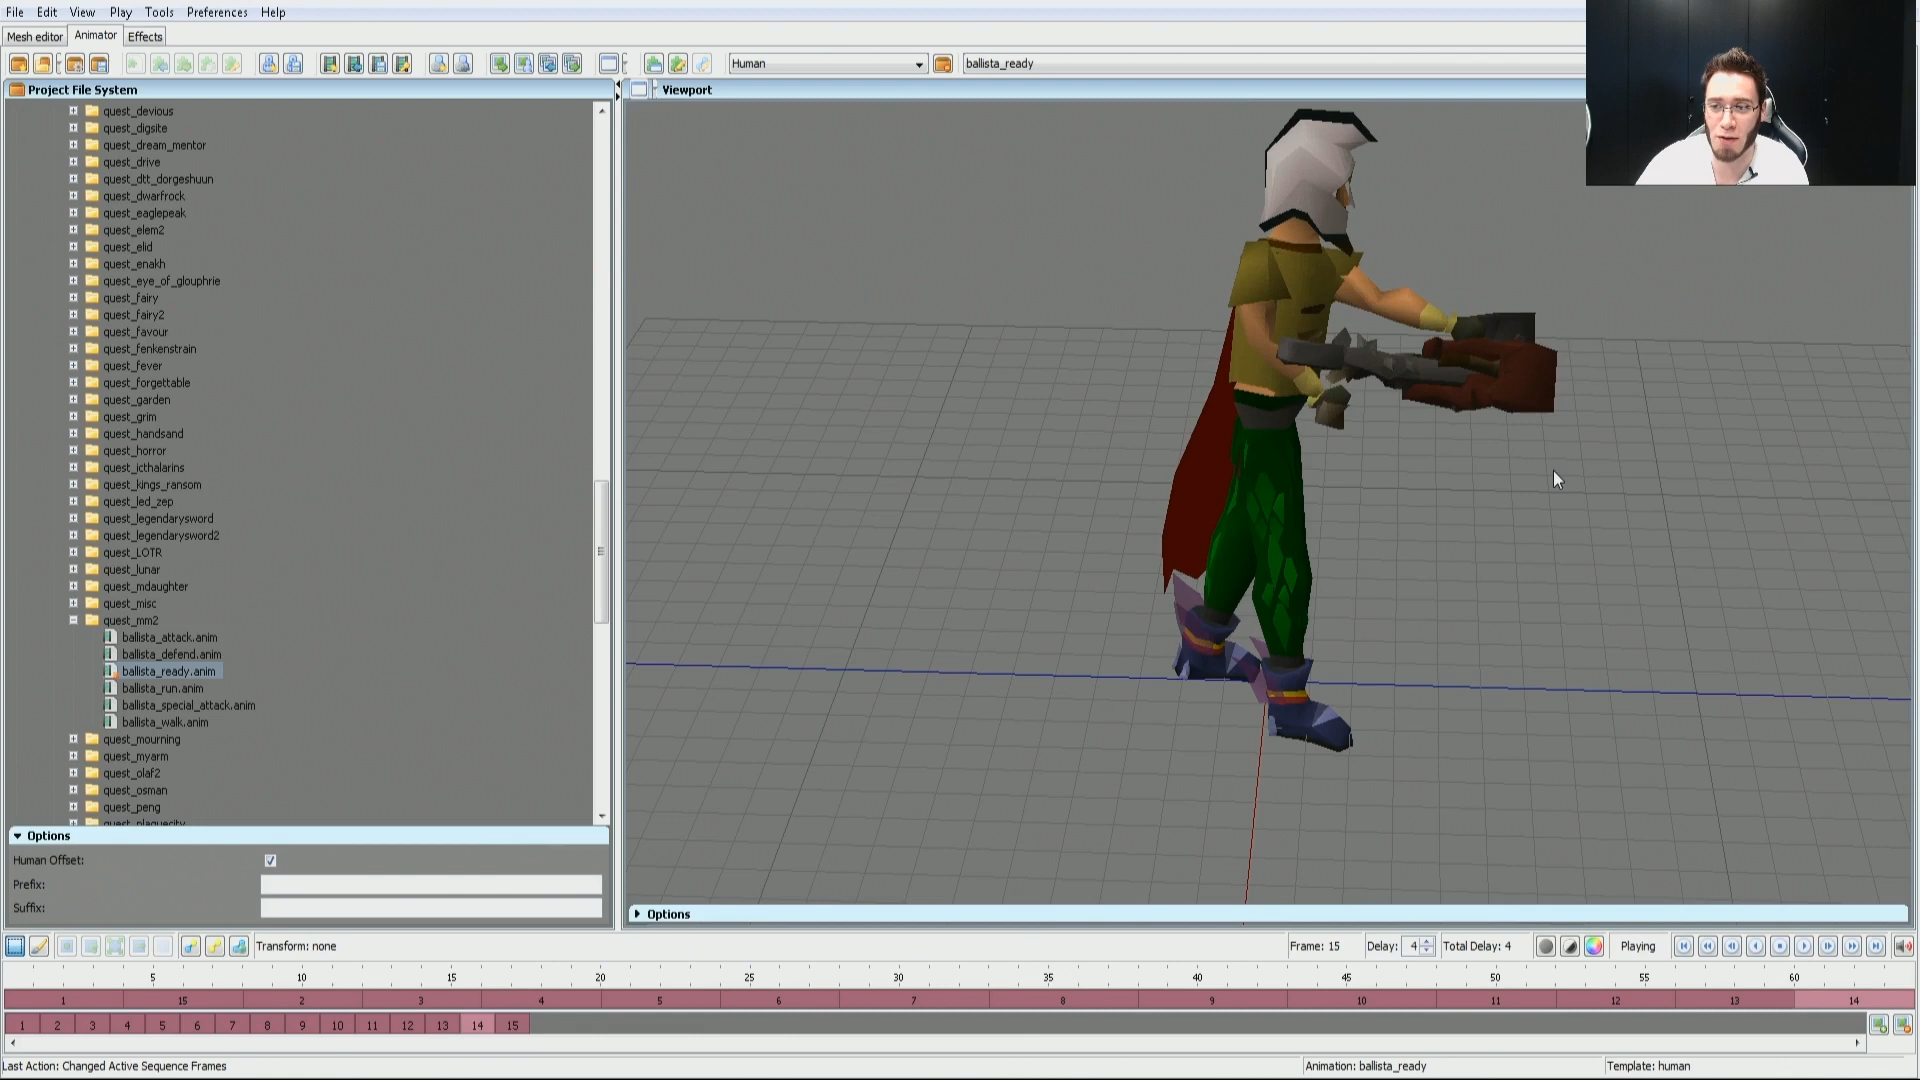 File Edit View Play Tools Preferences Help
Mesh editor Animator Effects
Human ballista_ready
Project File System
Viewport
quest_devious
quest_digsite
quest_dream_mentor
quest_drive
quest_dtt_dorgeshuun
quest_dwarfrock
quest_eaglepeak
quest_elem2
quest_elid
quest_enakh
quest_eye_of_glouphrie
quest_fairy
quest_fairy2
quest_favour
quest_fenkenstrain
quest_fever
quest_forgettable
quest_garden
quest_grim
quest_handsand
quest_horror
quest_icthalarins
quest_kings_ransom
quest_led_zep
quest_legendarysword
quest_legendarysword2
quest_LOTR
quest_lunar
quest_mdaughter
quest_misc
quest_mm2
ballista_attack.anim
ballista_defend.anim
ballista_ready.anim
ballista_run.anim
ballista_special_attack.anim
ballista_walk.anim
quest_mourning
quest_myarm
quest_olaf2
quest_osman
quest_peng
quest_plaguecity
Options
Human Offset:
Prefix:
Suffix:
Options
Transform: none Frame: 15 Delay: 4 Total Delay: 4 Playing
5 10 15 20 25 30 35 40 45 50 55 60
1 15 2 3 4 5 6 7 8 9 10 11 12 13 14
1 2 3 4 5 6 7 8 9 10 11 12 13 14 15
Last Action: Changed Active Sequence Frames Animation: ballista_ready Template: human